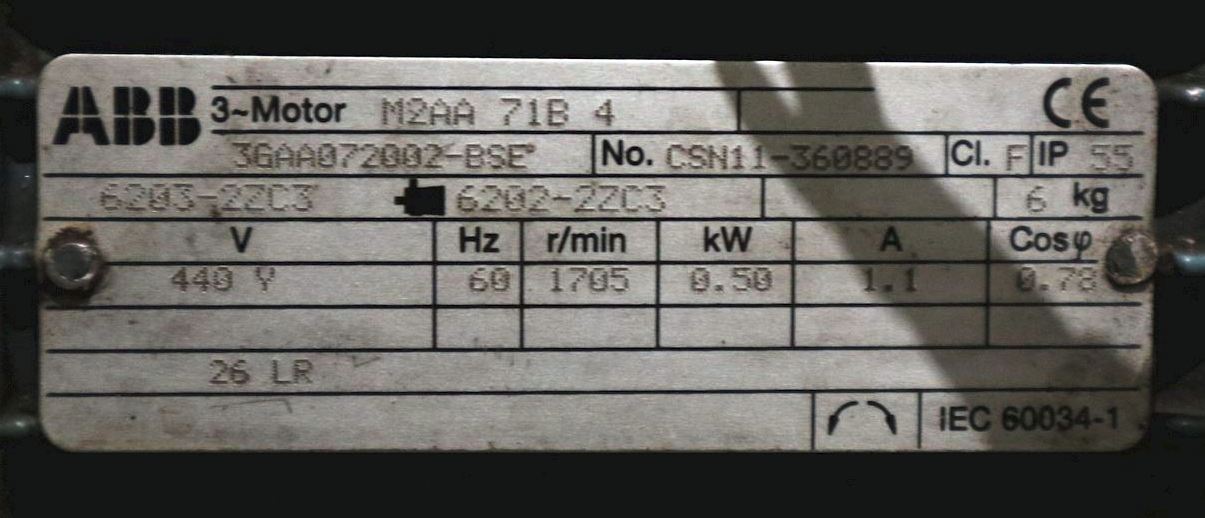 ABB 3~Motor M2AA 71B 4 CE
3GAA072002-BSE No. CSN11-360889 Cl. F IP 55
6203-2ZC3 6202-2ZC3 6 kg
V Hz r/min kW A Cosφ
440 Y 60 1705 0.50 1.1 0.78
26 LR
IEC 60034-1